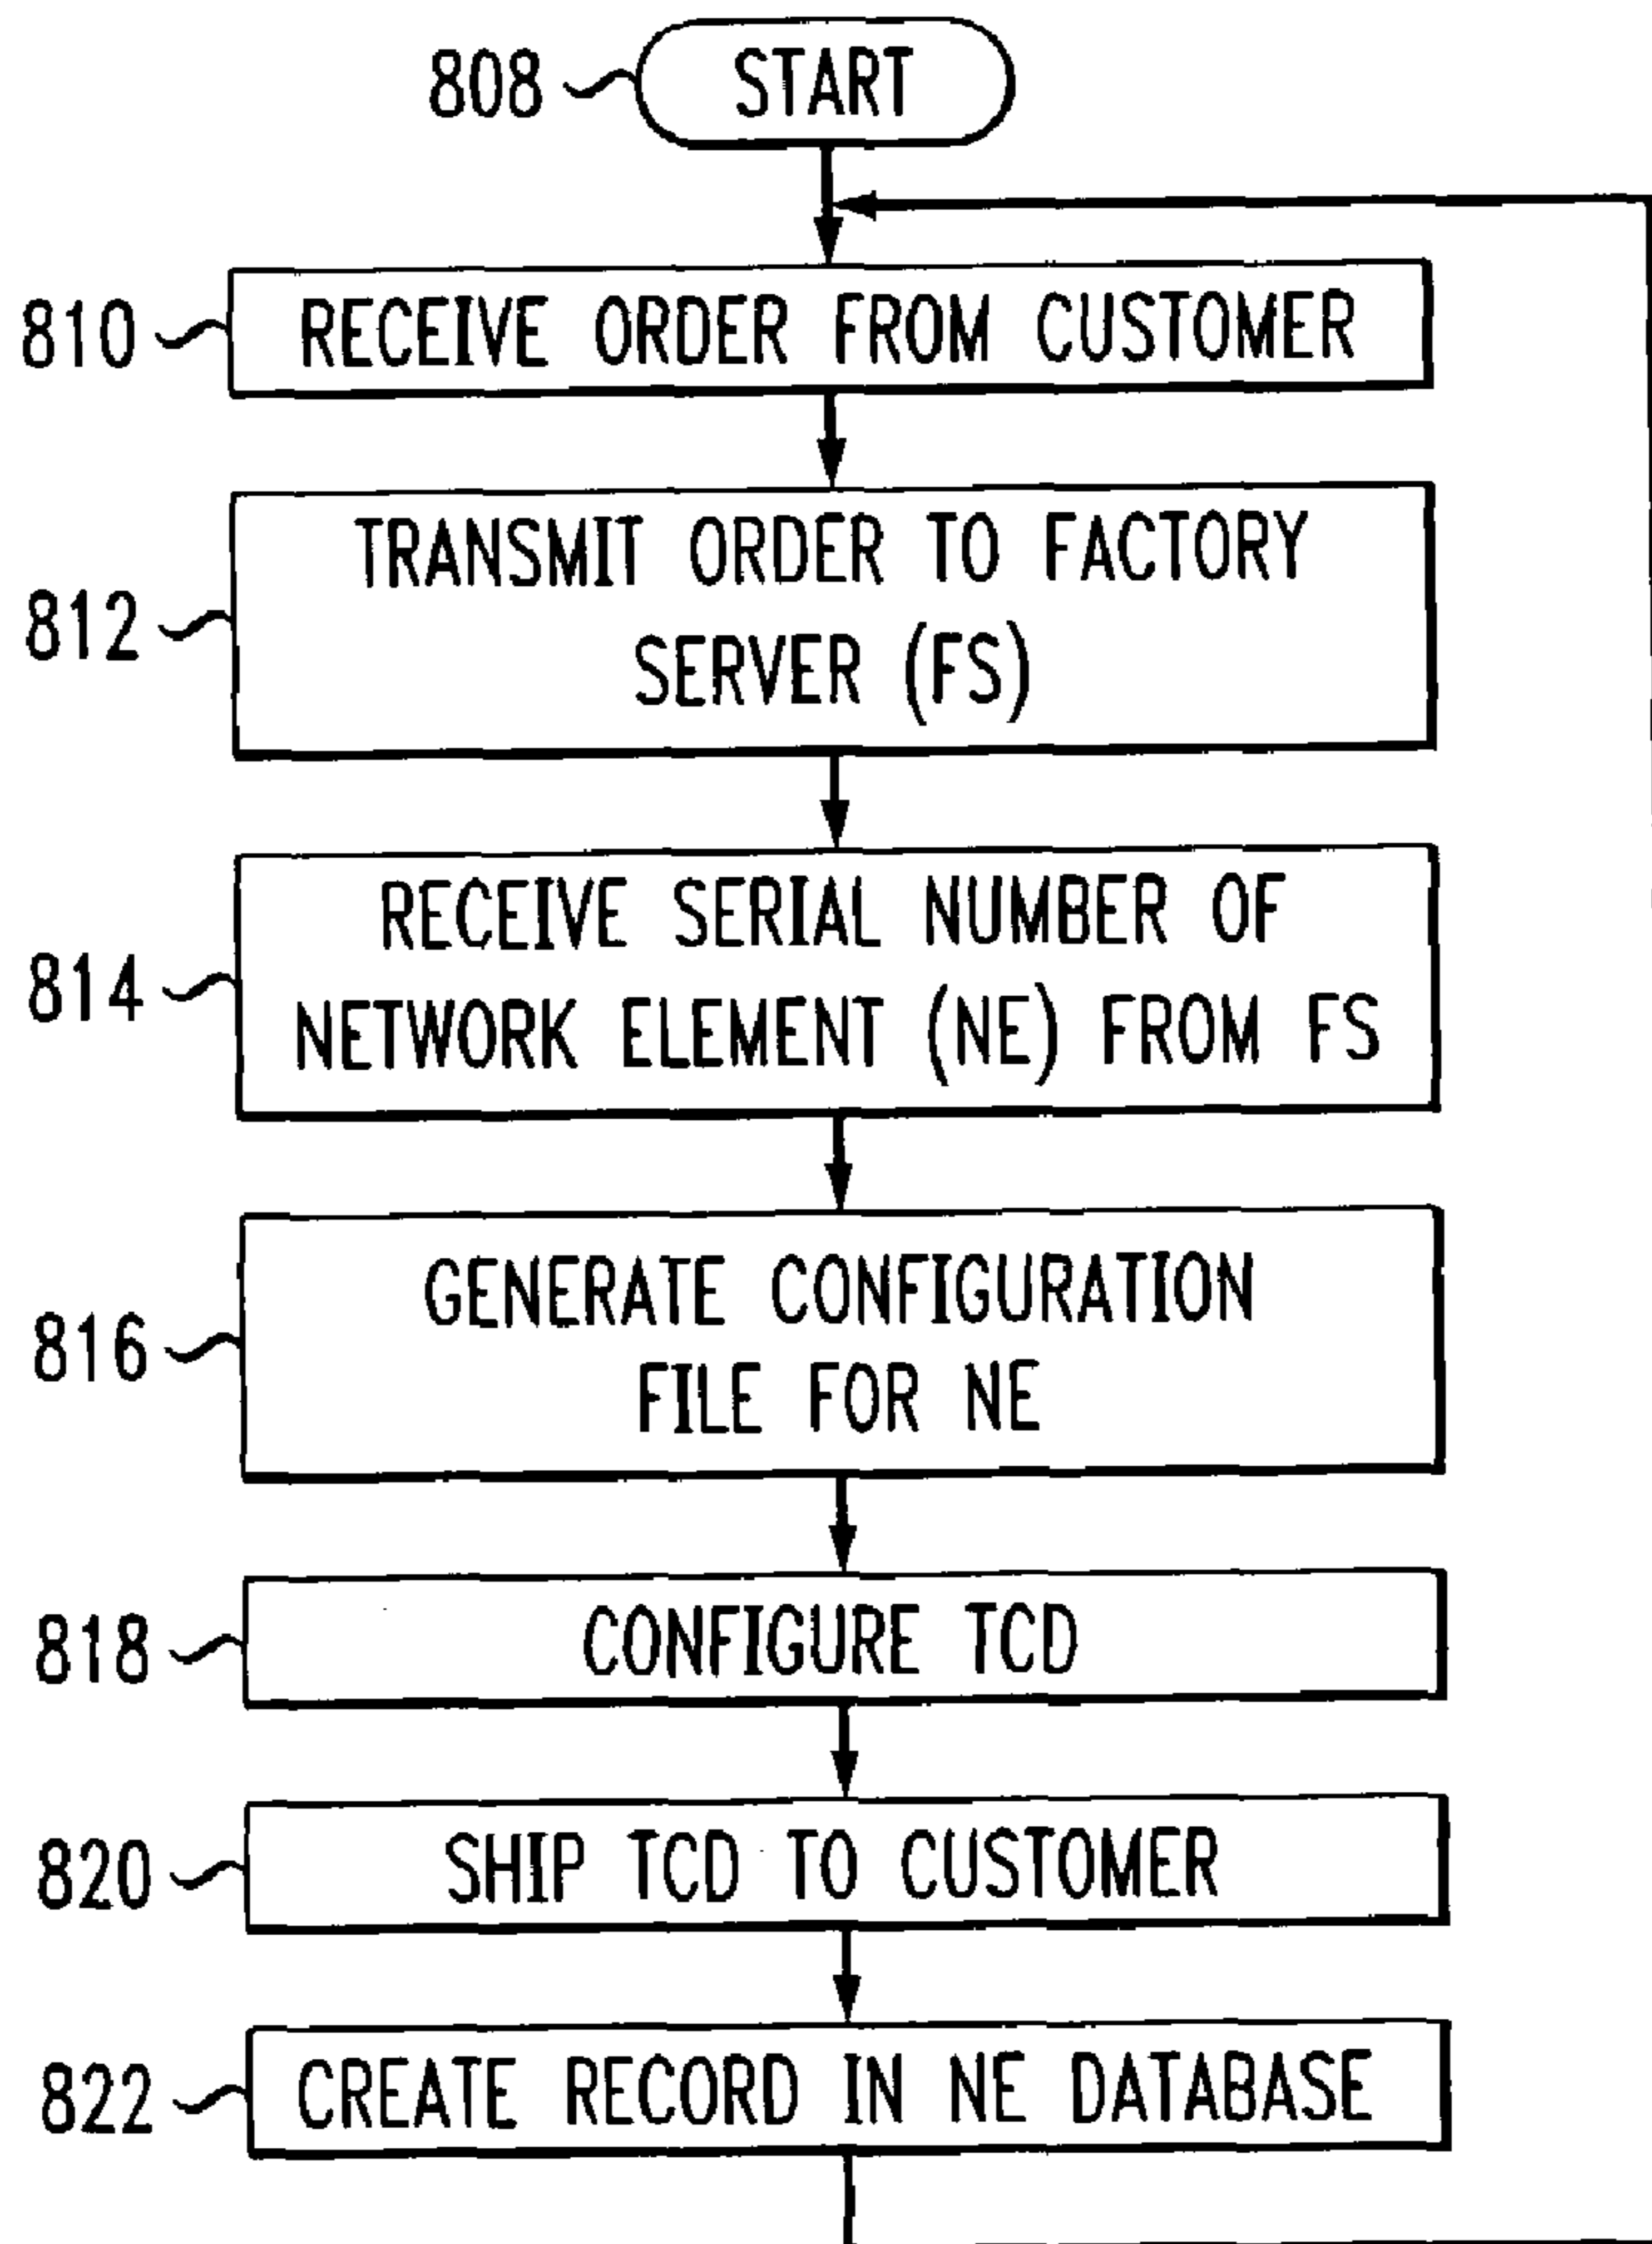 808 START
810 RECEIVE ORDER FROM CUSTOMER
812 TRANSMIT ORDER TO FACTORY
SERVER (FS)
814 RECEIVE SERIAL NUMBER OF
NETWORK ELEMENT (NE) FROM FS
816 GENERATE CONFIGURATION
FILE FOR NE
818 CONFIGURE TCD
820 SHIP TCD TO CUSTOMER
822 CREATE RECORD IN NE DATABASE